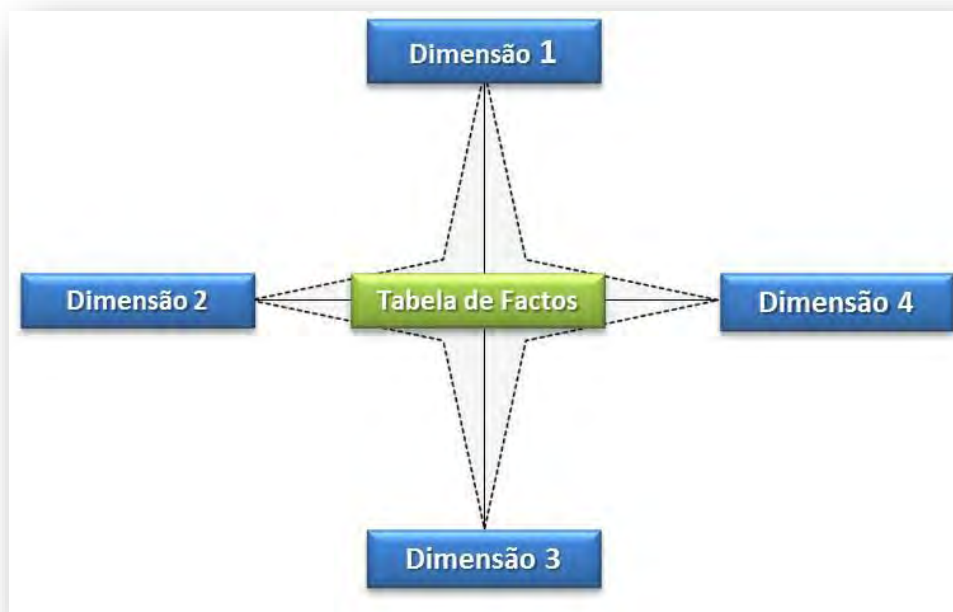 Dimensão 1
Dimensão 2
Tabela de Factos
Dimensão 4
Dimensão 3